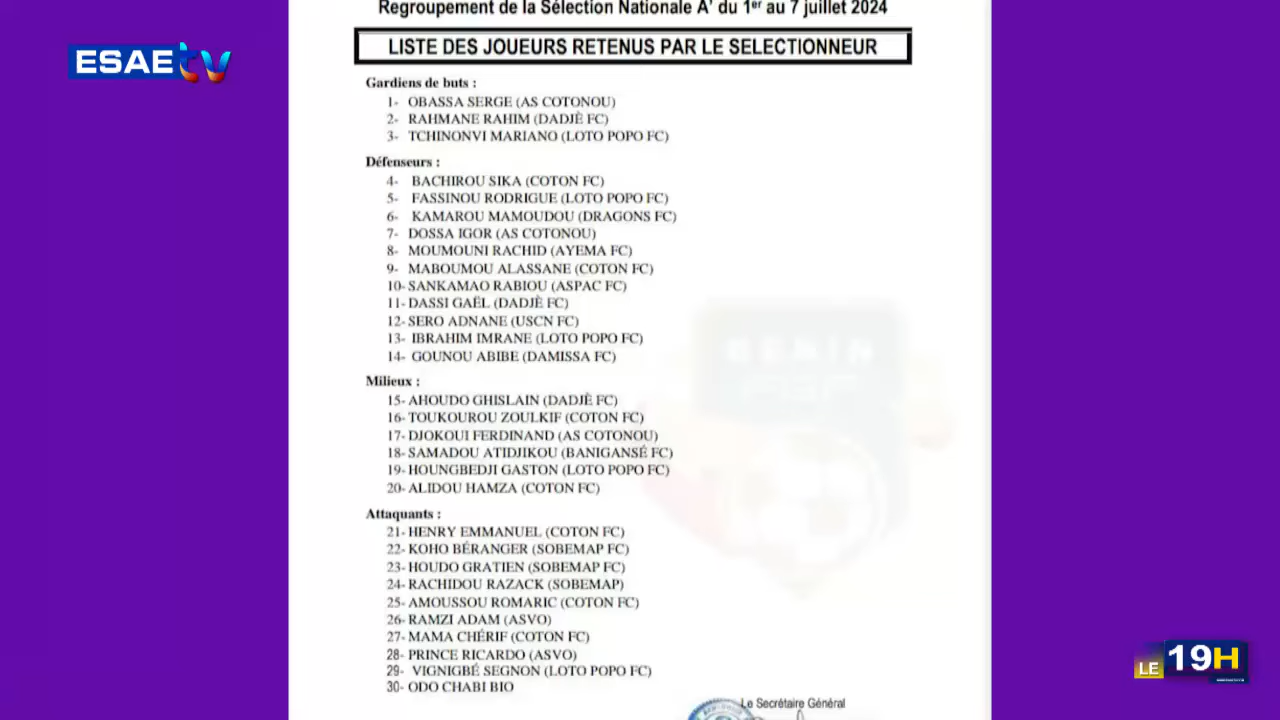 Regroupement de la Sélection Nationale A' du 1er au 7 juillet 2024
ESAEtv
LISTE DES JOUEURS RETENUS PAR LE SELECTIONNEUR
Gardiens de buts :
1- OBASSA SERGE (AS COTONOU)
2- RAHMANE RAHIM (DADJÈ FC)
3- TCHINONVI MARIANO (LOTO POPO FC)
Défenseurs :
4- BACHIROU SIKA (COTON FC)
5- FASSINOU RODRIGUE (LOTO POPO FC)
6- KAMAROU MAMOUDOU (DRAGONS FC)
7- DOSSA IGOR (AS COTONOU)
8- MOUMOUNI RACHID (AYEMA FC)
9- MABOUMOU ALASSANE (COTON FC)
10- SANKAMAO RABIOU (ASPAC FC)
11- DASSI GAËL (DADJÈ FC)
12- SERO ADNANE (USCN FC)
13- IBRAHIM IMRANE (LOTO POPO FC)
14- GOUNOU ABIBE (DAMISSA FC)
Milieux :
15- AHOUDO GHISLAIN (DADJÈ FC)
16- TOUKOUROU ZOULKIF (COTON FC)
17- DJOKOUI FERDINAND (AS COTONOU)
18- SAMADOU ATIDJIKOU (BANIGANSÉ FC)
19- HOUNGBEDJI GASTON (LOTO POPO FC)
20- ALIDOU HAMZA (COTON FC)
Attaquants :
21- HENRY EMMANUEL (COTON FC)
22- KOHO BÉRANGER (SOBEMAP FC)
23- HOUDO GRATIEN (SOBEMAP FC)
24- RACHIDOU RAZACK (SOBEMAP)
25- AMOUSSOU ROMARIC (COTON FC)
26- RAMZI ADAM (ASVO)
27- MAMA CHÉRIF (COTON FC)
28- PRINCE RICARDO (ASVO)
29- VIGNIGBÉ SEGNON (LOTO POPO FC)
30- ODO CHABI BIO
Le Secrétaire Général
LE 19H